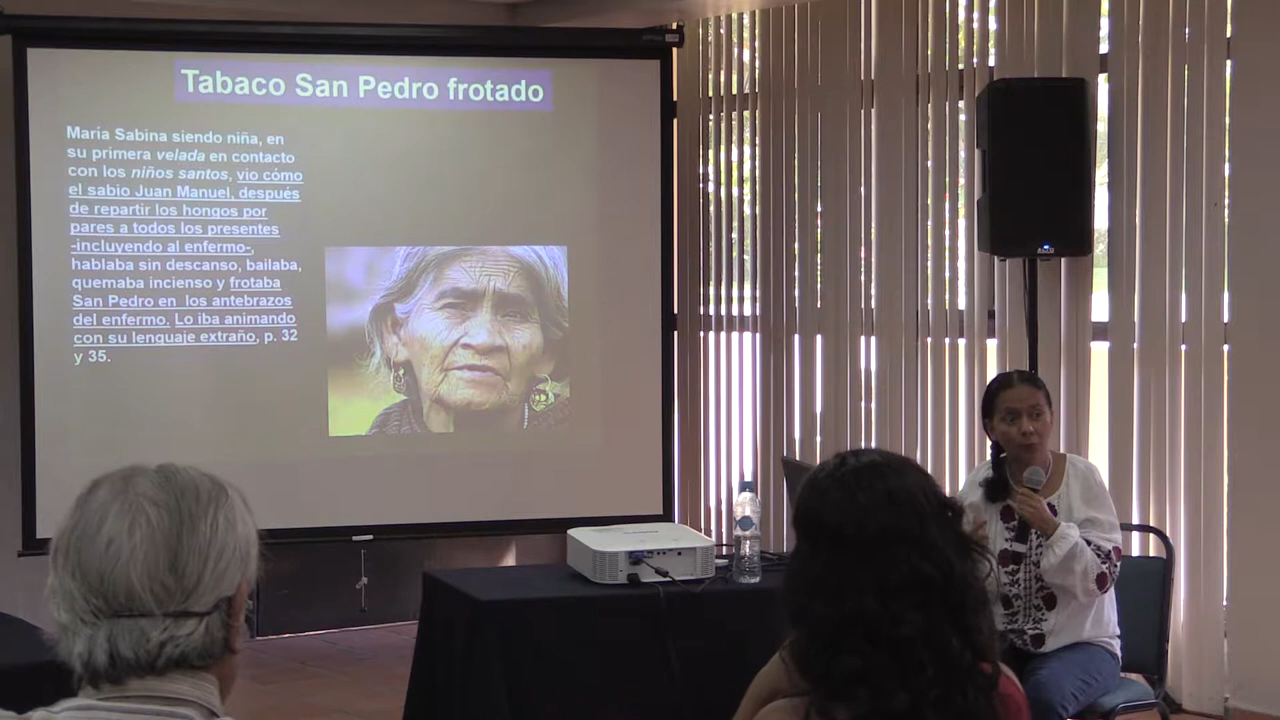 Tabaco San Pedro frotado
María Sabina siendo niña, en
su primera velada en contacto
con los niños santos, vio cómo
el sabio Juan Manuel, después
de repartir los hongos por
pares a todos los presentes
-incluyendo al enfermo-,
hablaba sin descanso, bailaba,
quemaba incienso y frotaba
San Pedro en los antebrazos
del enfermo. Lo iba animando
con su lenguaje extraño, p. 32
y 35.